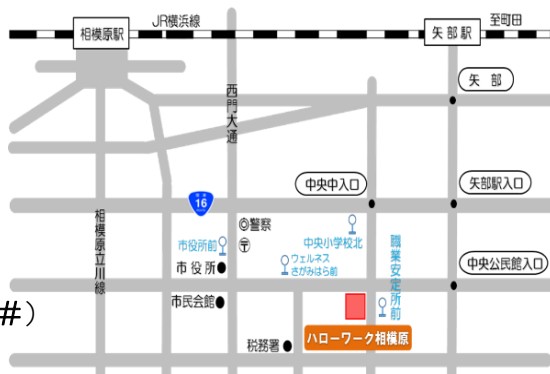 JR横浜線
至町田
相模原駅
矢部駅
矢部
西門大通
国道
16
中央中入口
矢部駅入口
相模原立川線
◎警察
〒
市役所前
中央小学校北
職業安定所前
市役所
ウェルネス
さがみはら前
中央公民館入口
市民会館
#)
ハローワーク相模原
税務署